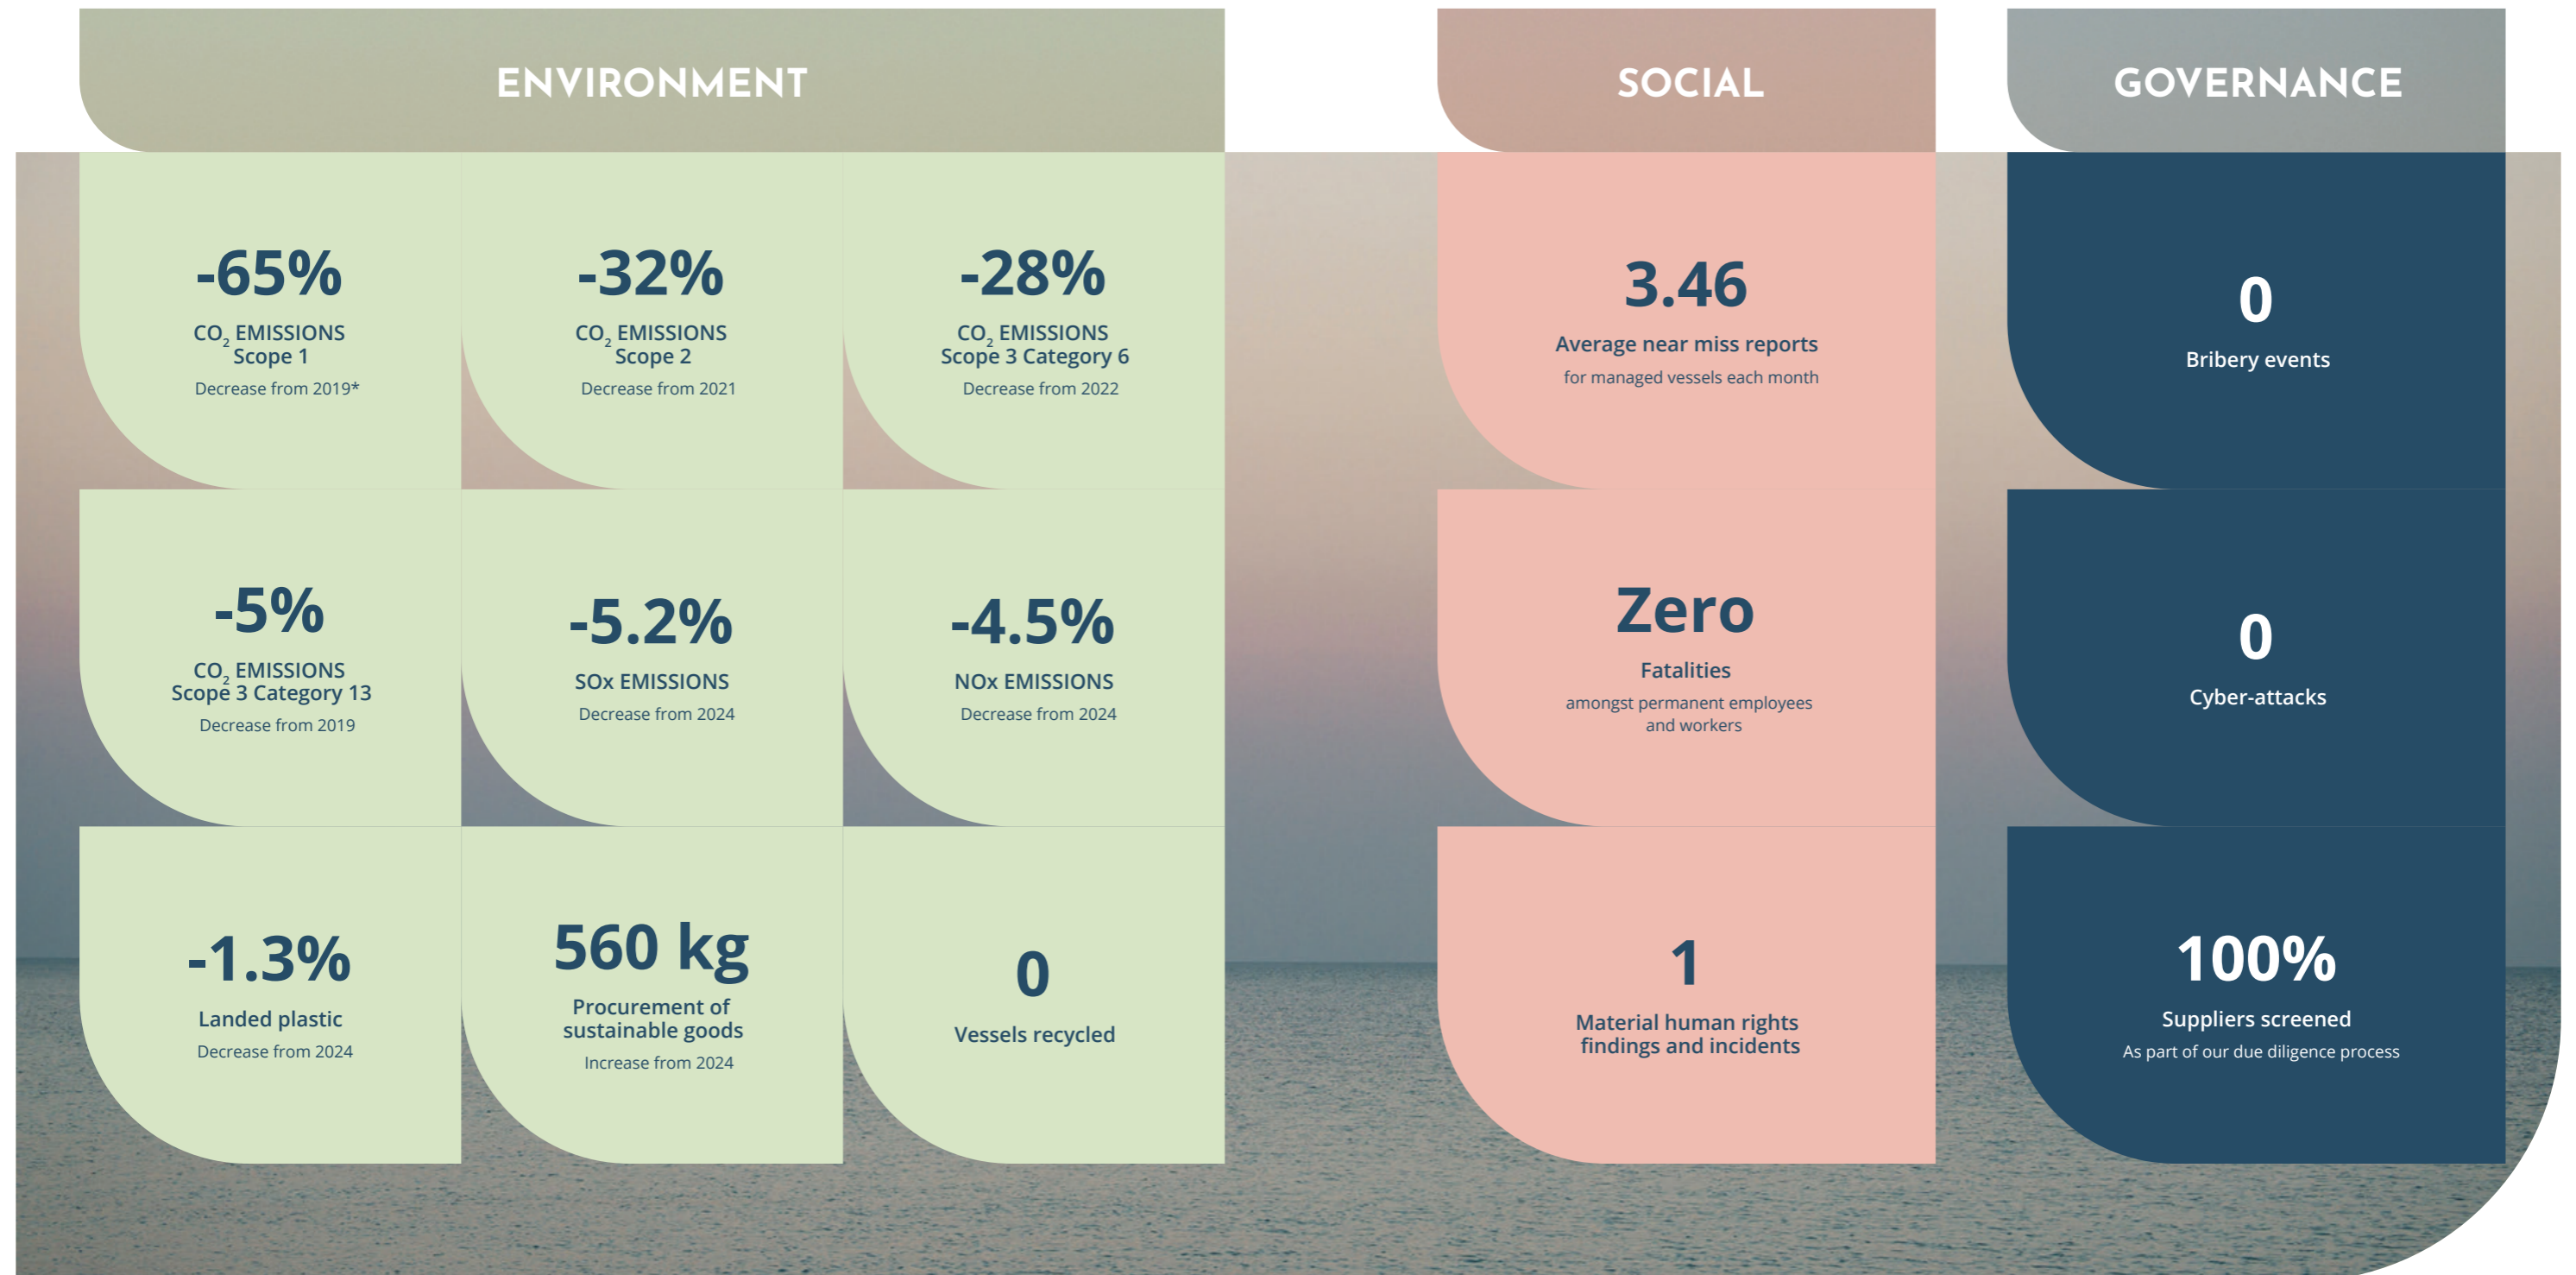 ENVIRONMENT
-65%
CO₂ EMISSIONS
Scope 1
Decrease from 2019*
-32%
CO₂ EMISSIONS
Scope 2
Decrease from 2021
-28%
CO₂ EMISSIONS
Scope 3 Category 6
Decrease from 2022
-5%
CO₂ EMISSIONS
Scope 3 Category 13
Decrease from 2019
-5.2%
SOx EMISSIONS
Decrease from 2024
-4.5%
NOx EMISSIONS
Decrease from 2024
-1.3%
Landed plastic
Decrease from 2024
560 kg
Procurement of
sustainable goods
Increase from 2024
0
Vessels recycled
SOCIAL
3.46
Average near miss reports
for managed vessels each month
Zero
Fatalities
amongst permanent employees
and workers
1
Material human rights
findings and incidents
GOVERNANCE
0
Bribery events
0
Cyber-attacks
100%
Suppliers screened
As part of our due diligence process